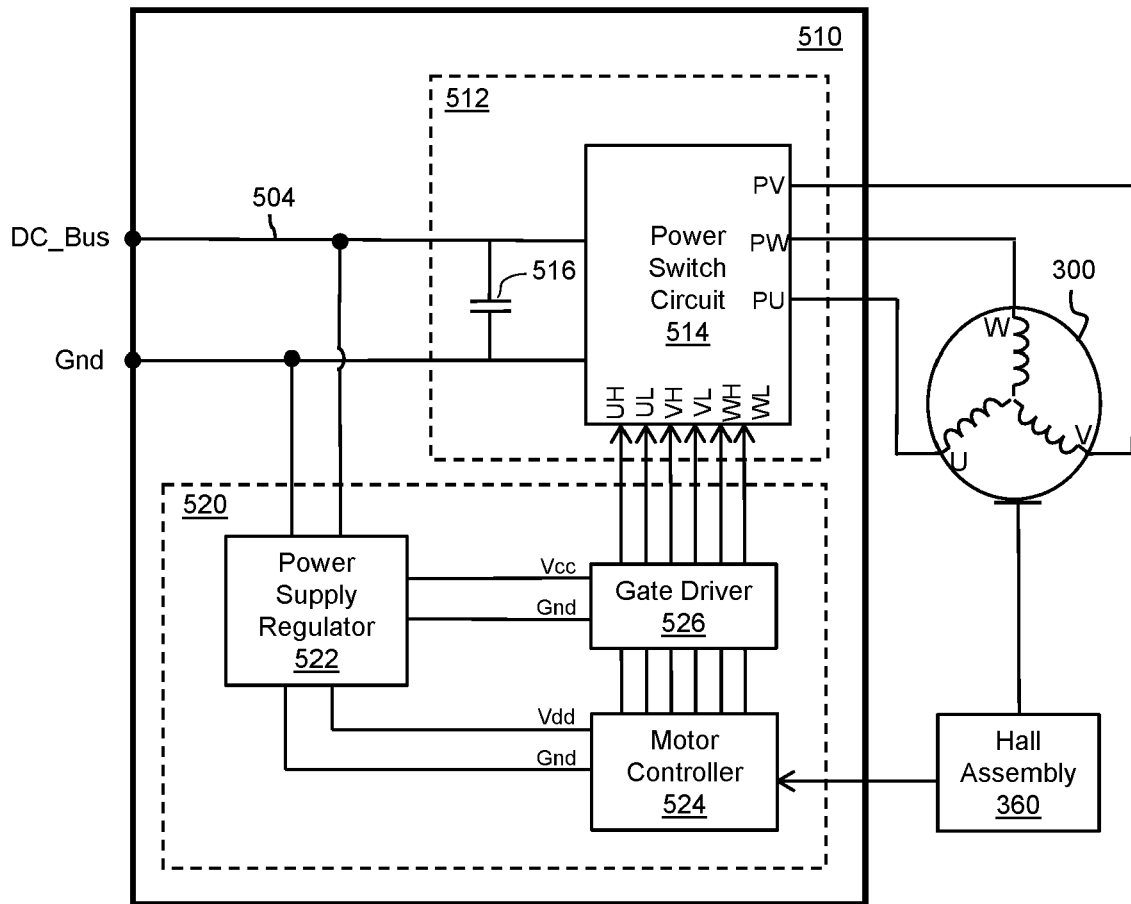 510
512
504
DC_Bus
516
Gnd
Power
Switch
Circuit
514
PV
PW
PU
UH
UL
VH
VL
WH
WL
300
W
U
V
520
Power
Supply
Regulator
522
Vcc
Gnd
Gate Driver
526
Vdd
Gnd
Motor
Controller
524
Hall
Assembly
360